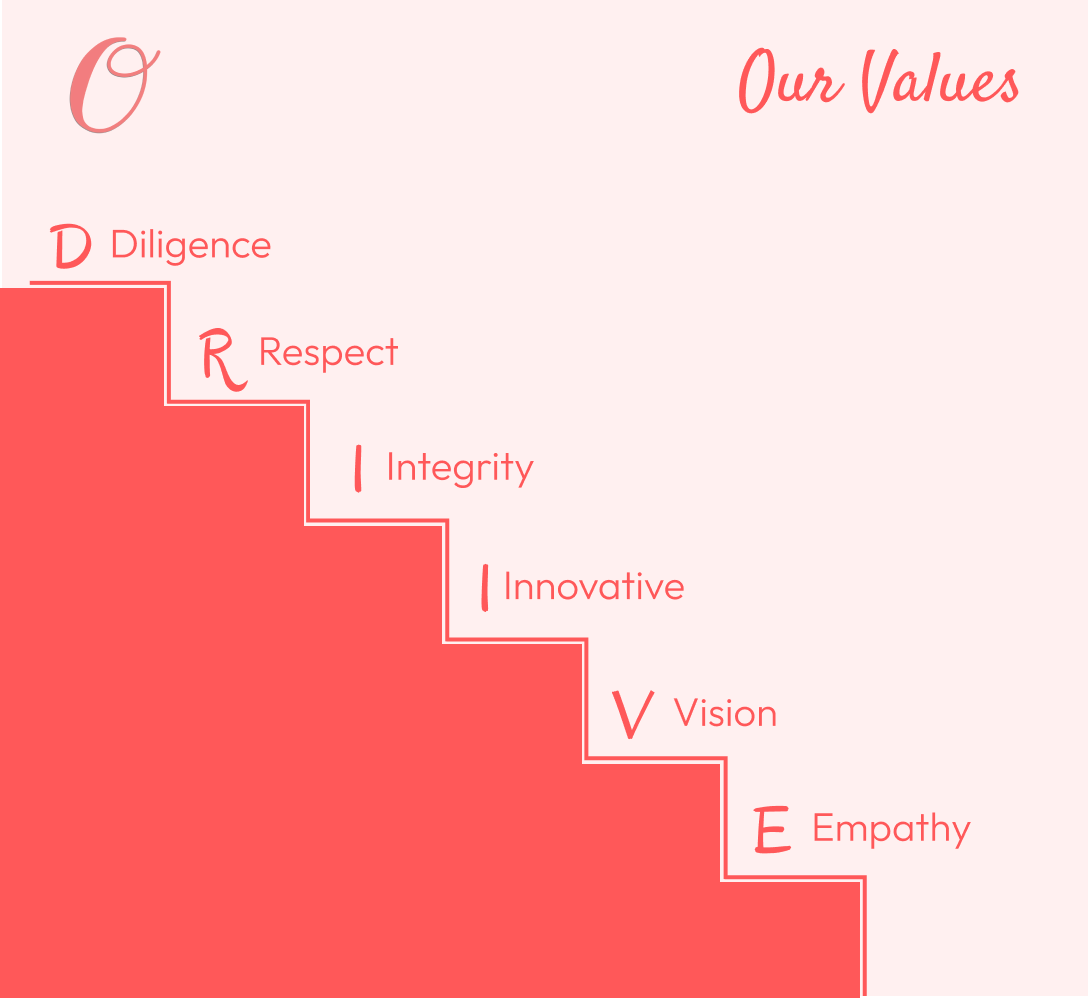 O
Our Values
D Diligence
R Respect
I Integrity
I Innovative
V Vision
E Empathy